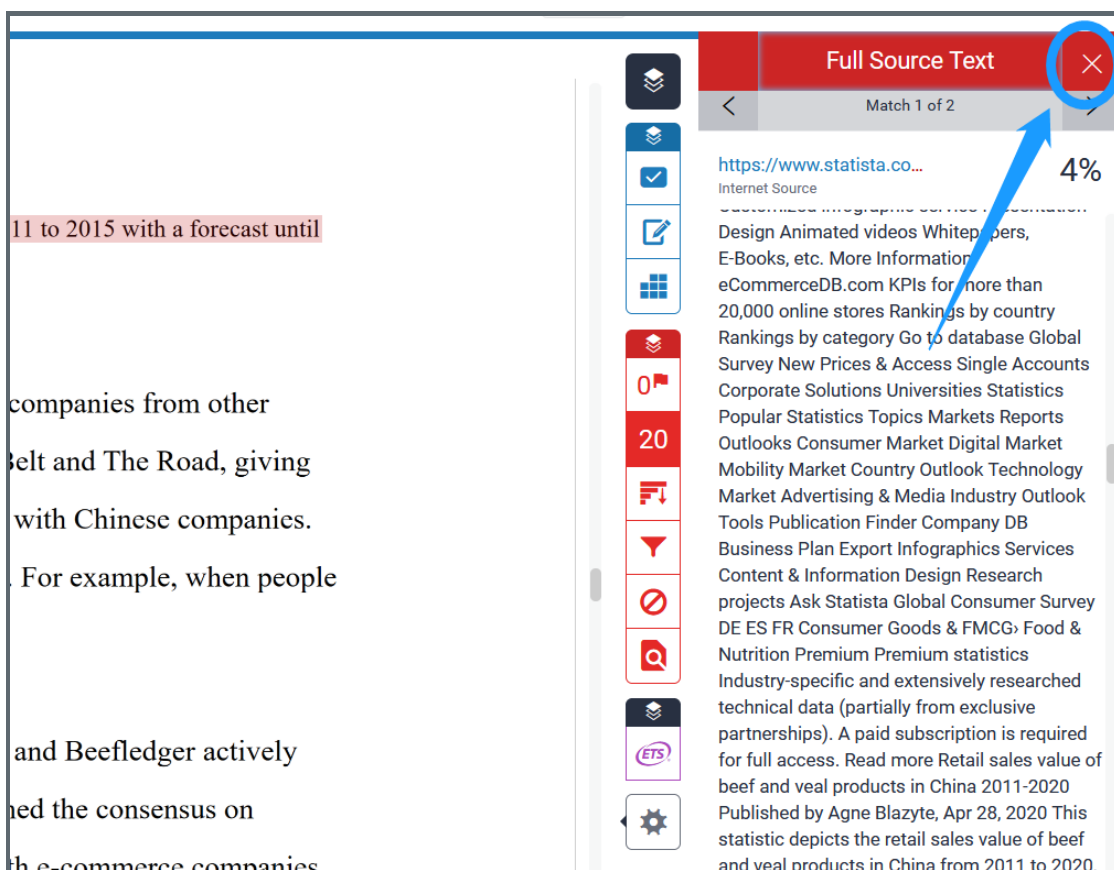 11 to 2015 with a forecast until
companies from other
Belt and The Road, giving
with Chinese companies.
. For example, when people
and Beefledger actively
ned the consensus on
th e-commerce companies
0
20
ETS
Full Source Text
Match 1 of 2
https://www.statista.co...
4%
Internet Source
Customized Infographic Service Presentation
Design Animated videos Whitepapers,
E-Books, etc. More Information
eCommerceDB.com KPIs for more than
20,000 online stores Rankings by country
Rankings by category Go to database Global
Survey New Prices & Access Single Accounts
Corporate Solutions Universities Statistics
Popular Statistics Topics Markets Reports
Outlooks Consumer Market Digital Market
Mobility Market Country Outlook Technology
Market Advertising & Media Industry Outlook
Tools Publication Finder Company DB
Business Plan Export Infographics Services
Content & Information Design Research
projects Ask Statista Global Consumer Survey
DE ES FR Consumer Goods & FMCG› Food &
Nutrition Premium Premium statistics
Industry-specific and extensively researched
technical data (partially from exclusive
partnerships). A paid subscription is required
for full access. Read more Retail sales value of
beef and veal products in China 2011-2020
Published by Agne Blazyte, Apr 28, 2020 This
statistic depicts the retail sales value of beef
and veal products in China from 2011 to 2020,